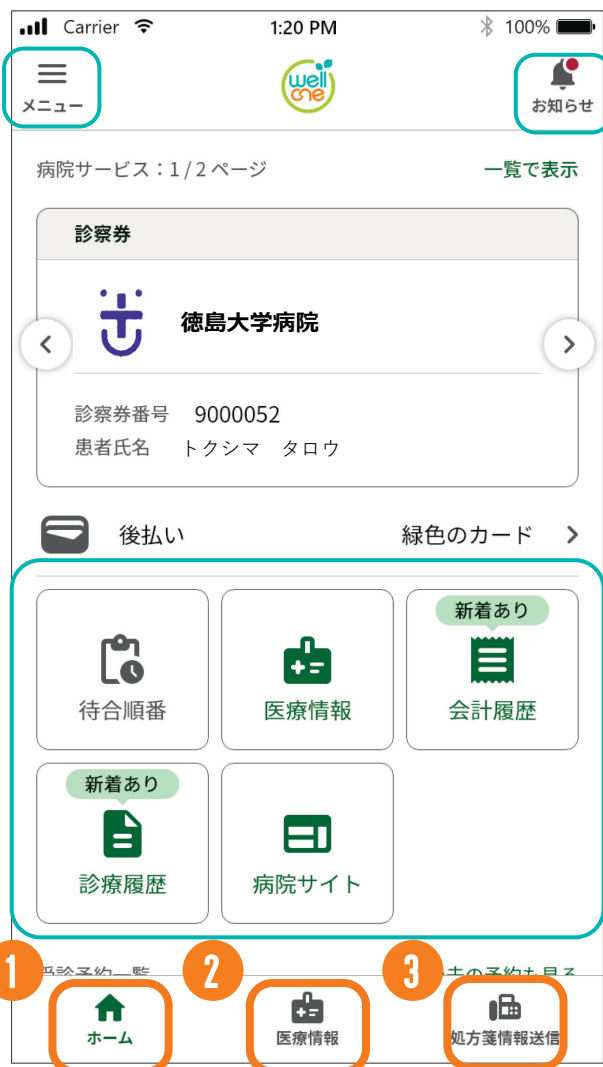 Carrier 1:20 PM 100%
メニュー
well
one
お知らせ
病院サービス：1 / 2 ページ 一覧で表示
診察券
徳島大学病院
診察券番号 9000052
患者氏名 トクシマ タロウ
後払い 緑色のカード
新着あり
待合順番 医療情報 会計履歴
新着あり
診療履歴 病院サイト
1 2 3
ホーム 医療情報 処方箋情報送信